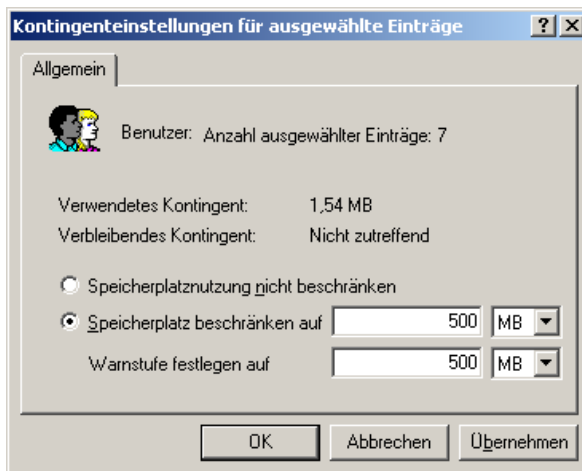 Kontingenteinstellungen für ausgewählte Einträge
Allgemein
Benutzer: Anzahl ausgewählter Einträge: 7
Verwendetes Kontingent: 1,54 MB
Verbleibendes Kontingent: Nicht zutreffend
Speicherplatznutzung nicht beschränken
Speicherplatz beschränken auf 500 MB
Warnstufe festlegen auf 500 MB
OK Abbrechen Übernehmen